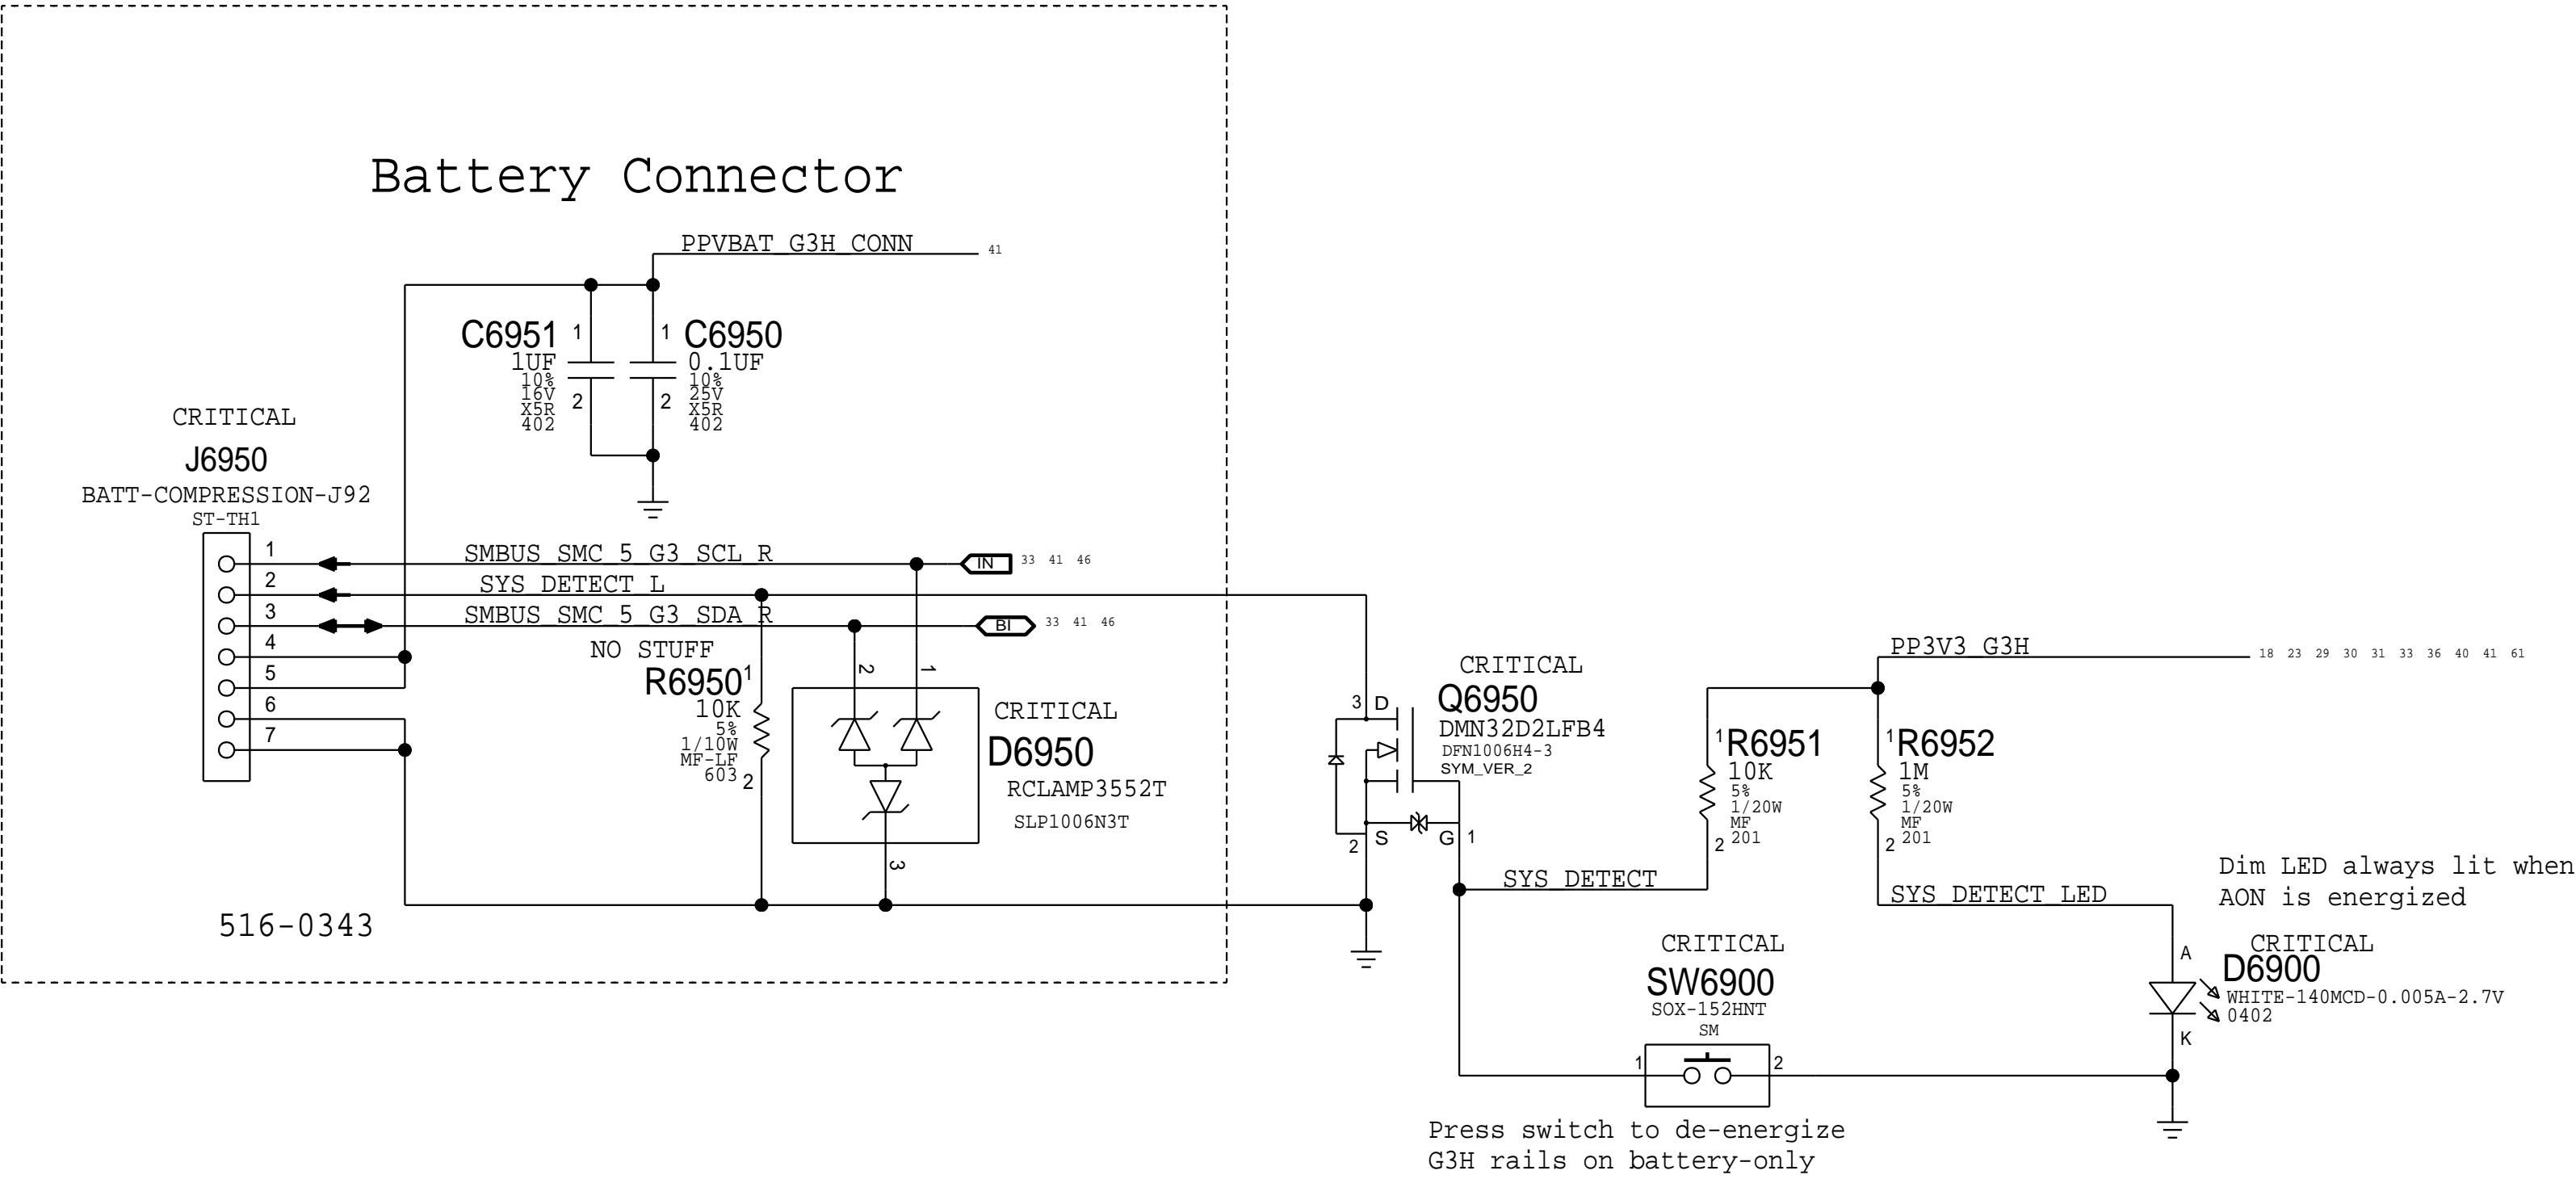 Battery Connector
PPVBAT_G3H_CONN 41
C6951 1
1UF
10%
16V
X5R
402
2
1 C6950
0.1UF
10%
25V
X5R
402
2
CRITICAL
J6950
BATT-COMPRESSION-J92
ST-TH1
1 SMBUS_SMC_5_G3_SCL_R IN 33 41 46
2 SYS_DETECT_L
3 SMBUS_SMC_5_G3_SDA_R BI 33 41 46
4
5
6
7
NO STUFF
R6950 1
10K
5%
1/10W
MF-LF
603 2
2 1
CRITICAL
D6950
RCLAMP3552T
SLP1006N3T
3
516-0343
CRITICAL
Q6950
DMN32D2LFB4
DFN1006H4-3
SYM_VER_2
3 D
2 S G 1
PP3V3_G3H 18 23 29 30 31 33 36 40 41 61
1 R6951
10K
5%
1/20W
MF
2 201
1 R6952
1M
5%
1/20W
MF
2 201
SYS_DETECT
SYS_DETECT_LED
Dim LED always lit when
AON is energized
CRITICAL
SW6900
SOX-152HNT
SM
1 2
CRITICAL
A D6900
WHITE-140MCD-0.005A-2.7V
0402
K
Press switch to de-energize
G3H rails on battery-only